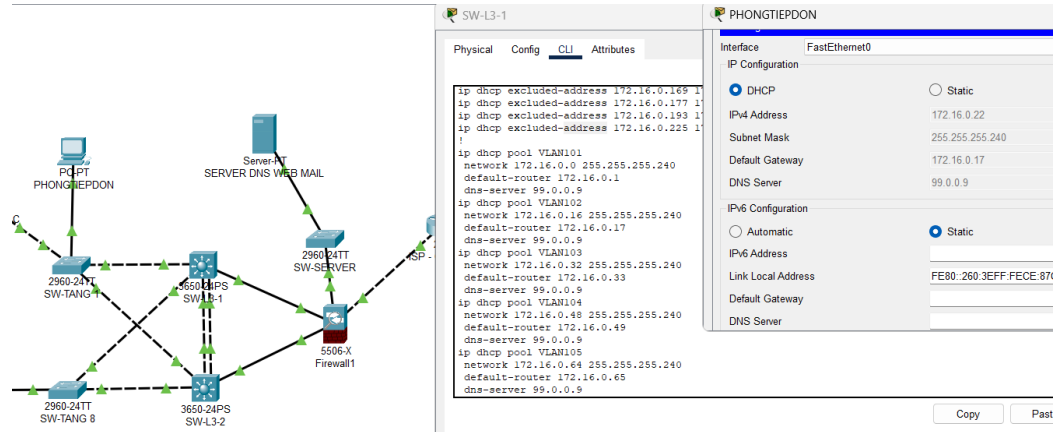 SW-L3-1
Physical Config CLI Attributes
ip dhcp excluded-address 172.16.0.169
ip dhcp excluded-address 172.16.0.177
ip dhcp excluded-address 172.16.0.193
ip dhcp excluded-address 172.16.0.225
!
ip dhcp pool VLAN101
network 172.16.0.0 255.255.255.240
default-router 172.16.0.1
dns-server 99.0.0.9
ip dhcp pool VLAN102
network 172.16.0.16 255.255.255.240
default-router 172.16.0.17
dns-server 99.0.0.9
ip dhcp pool VLAN103
network 172.16.0.32 255.255.255.240
default-router 172.16.0.33
dns-server 99.0.0.9
ip dhcp pool VLAN104
network 172.16.0.48 255.255.255.240
default-router 172.16.0.49
dns-server 99.0.0.9
ip dhcp pool VLAN105
network 172.16.0.64 255.255.255.240
default-router 172.16.0.65
dns-server 99.0.0.9
Copy
PHONGTIEPDON
Interface FastEthernet0
IP Configuration
DHCP Static
IPv4 Address 172.16.0.22
Subnet Mask 255.255.255.240
Default Gateway 172.16.0.17
DNS Server 99.0.0.9
IPv6 Configuration
Automatic Static
IPv6 Address
Link Local Address FE80::260:3EFF:FECE:87
Default Gateway
DNS Server
PC-PT
PHONGTIEPDON
Server-PT
SERVER DNS WEB MAIL
2960-24TT
SW-SERVER
ISP -
2960-24TT
SW-TANG 1
3650-24PS
SW-L3-1
5506-X
Firewall1
2960-24TT
SW-TANG 8
3650-24PS
SW-L3-2